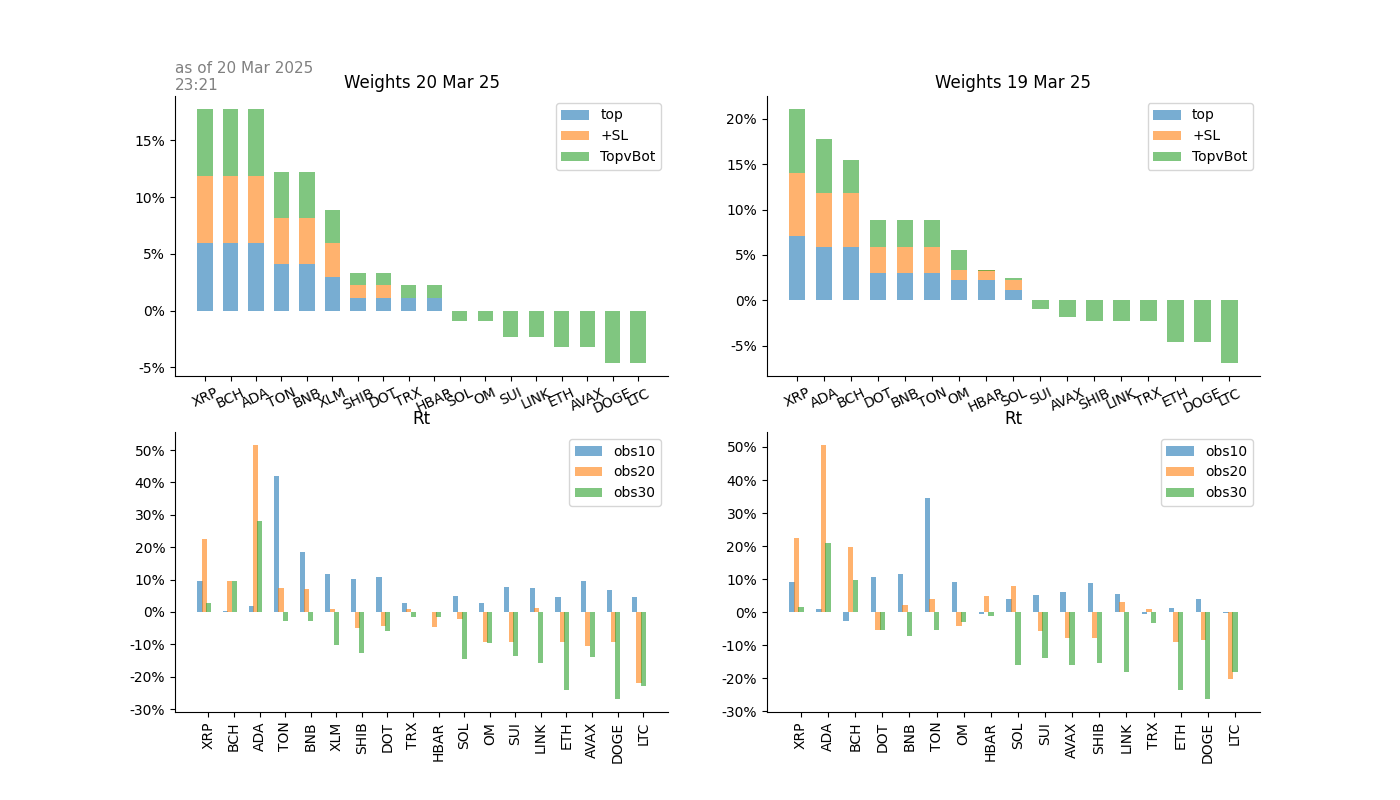 as of 20 Mar 2025
23:21
Weights 20 Mar 25
top
+SL
TopvBot
15%
10%
5%
0%
-5%
XRP BCH ADA TON BNB XLM SHIB DOT TRX HBAR SOL OM SUI LINK ETH AVAX DOGE LTC
Weights 19 Mar 25
top
+SL
TopvBot
20%
15%
10%
5%
0%
-5%
XRP ADA BCH DOT BNB TON OM HBAR SOL SUI AVAX SHIB LINK TRX ETH DOGE LTC
Rt
obs10
obs20
obs30
50%
40%
30%
20%
10%
0%
-10%
-20%
-30%
XRP BCH ADA TON BNB XLM SHIB DOT TRX HBAR SOL OM SUI LINK ETH AVAX DOGE LTC
Rt
obs10
obs20
obs30
50%
40%
30%
20%
10%
0%
-10%
-20%
-30%
XRP ADA BCH DOT BNB TON OM HBAR SOL SUI AVAX SHIB LINK TRX ETH DOGE LTC